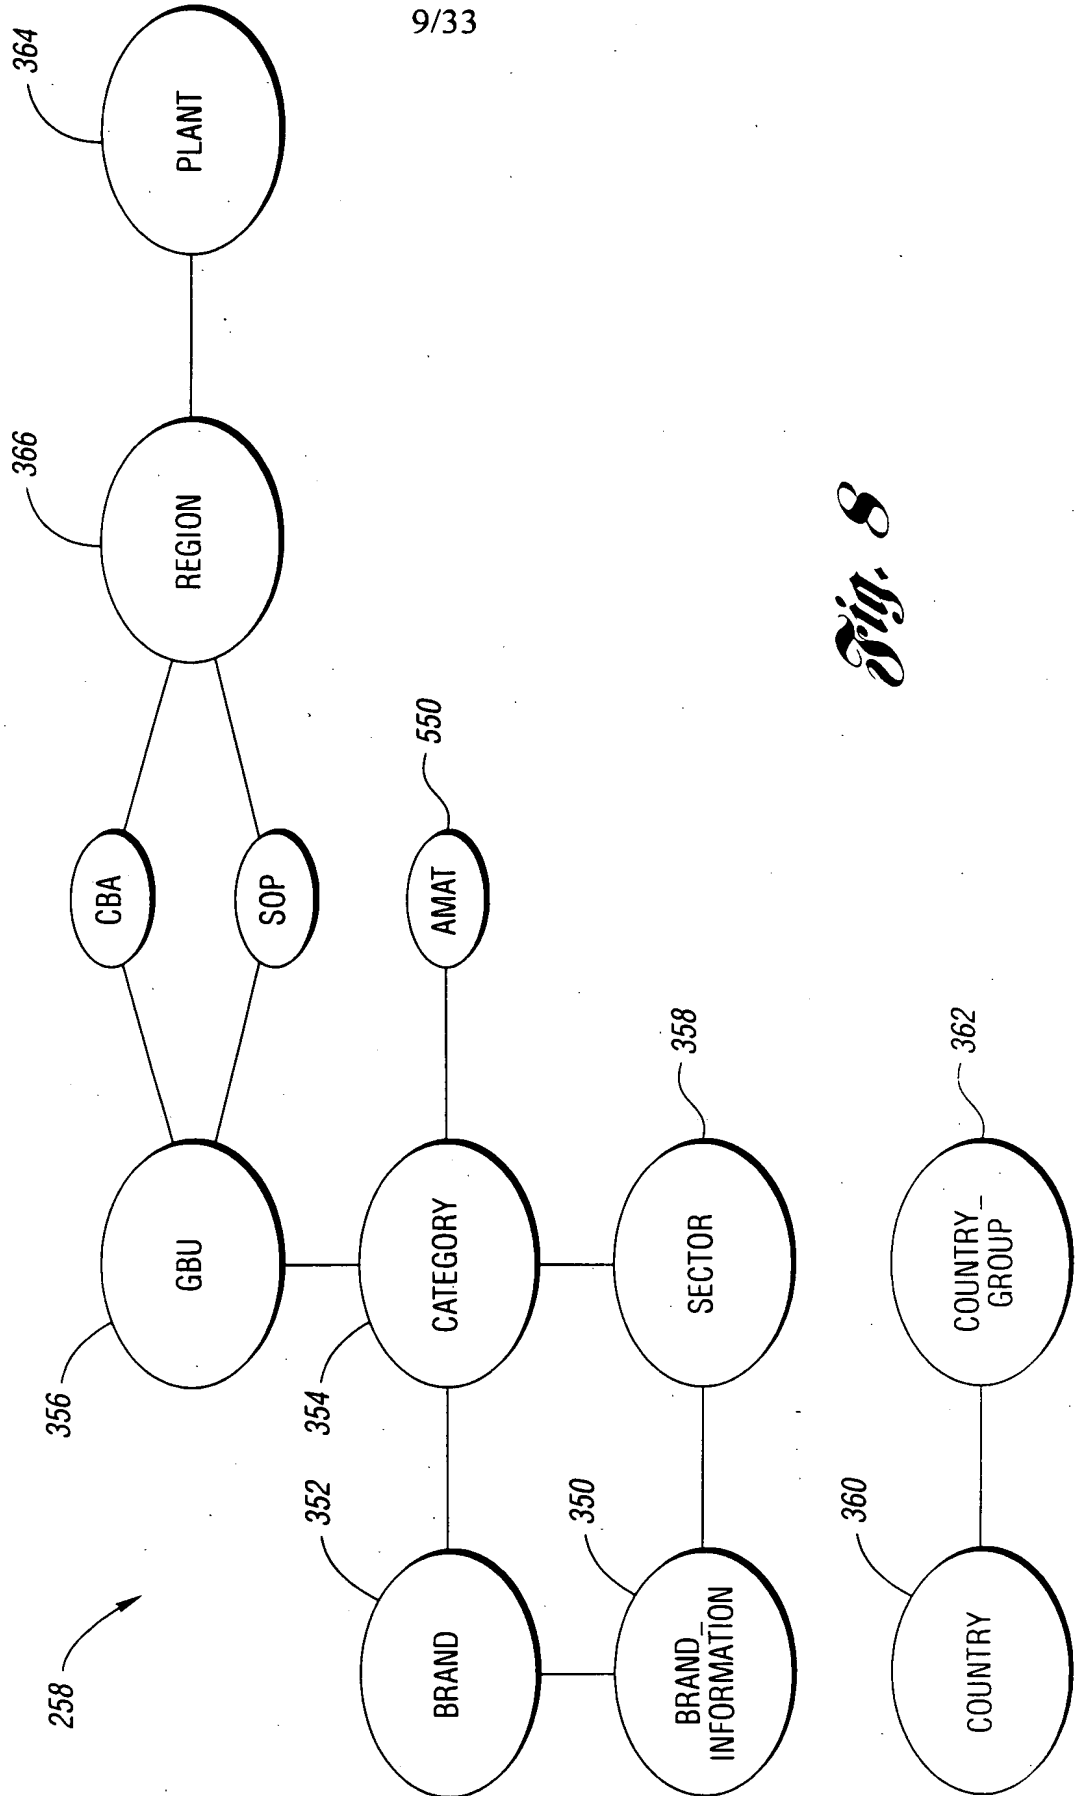 9/33
258
356
GBU
CBA
SOP
366
REGION
364
PLANT
352
BRAND
354
CATEGORY
AMAT
550
350
BRAND_
INFORMATION
SECTOR
358
360
COUNTRY
COUNTRY_
GROUP
362
Fig. 8